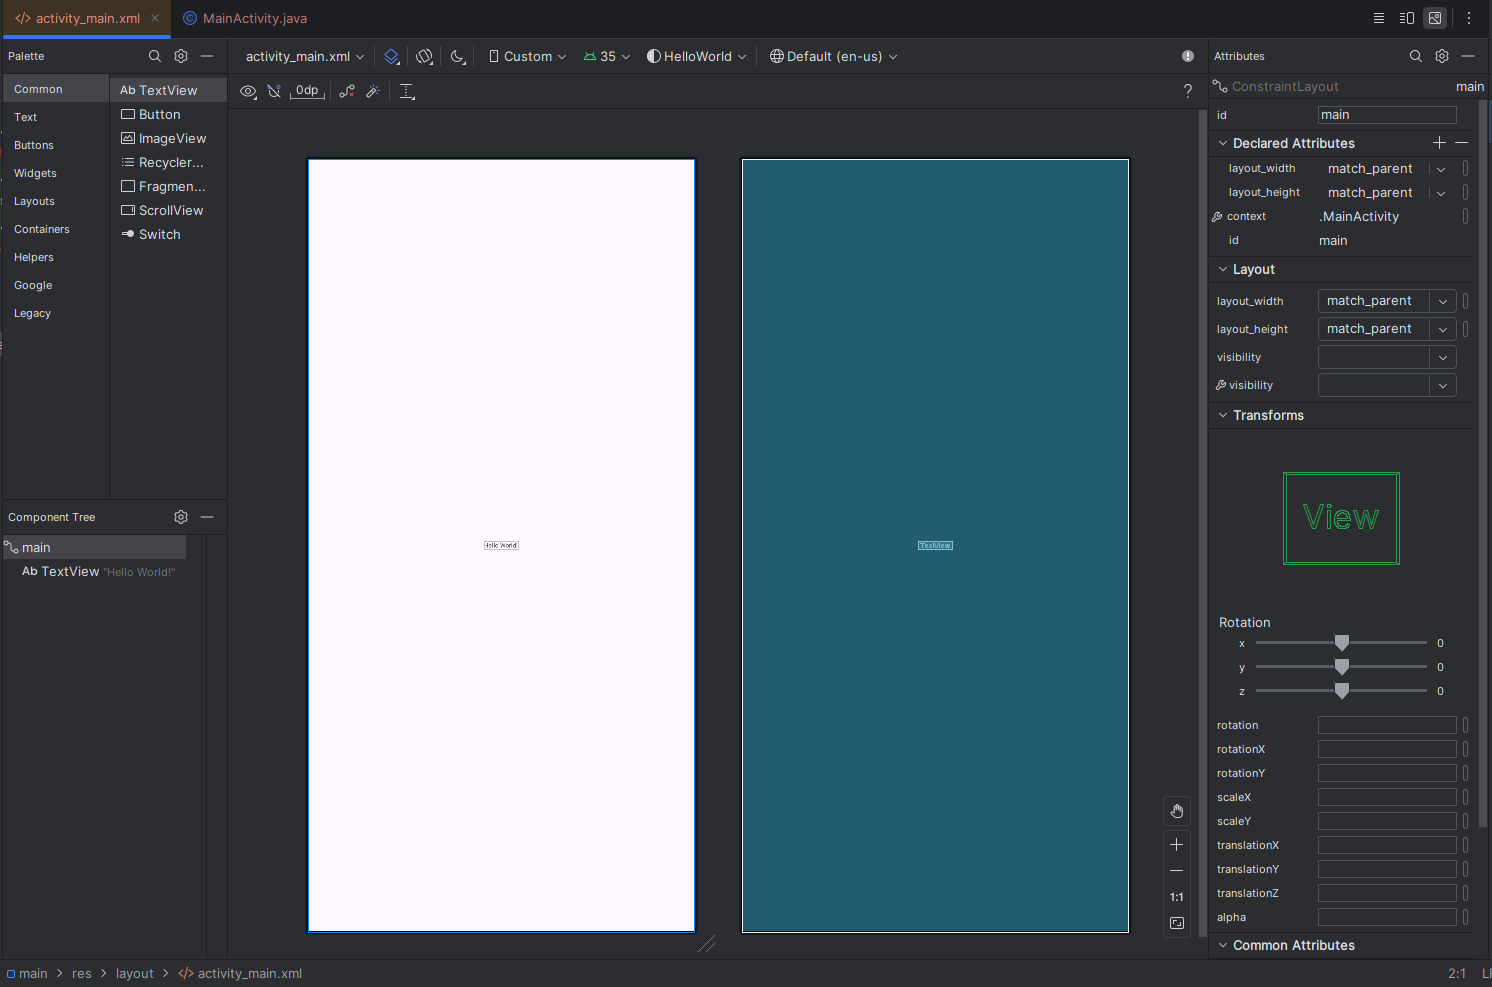 activity_main.xml
MainActivity.java
Palette
activity_main.xml
Custom
35
HelloWorld
Default (en-us)
Attributes
0dp
?
Common
Text
Buttons
Widgets
Layouts
Containers
Helpers
Google
Legacy
Ab TextView
Button
ImageView
Recycler...
Fragmen...
ScrollView
Switch
Component Tree
main
Ab TextView "Hello World!"
Hello World!
TextView
1:1
ConstraintLayout main
id main
Declared Attributes
layout_width match_parent
layout_height match_parent
context .MainActivity
id main
Layout
layout_width match_parent
layout_height match_parent
visibility
visibility
Transforms
View
Rotation
x 0
y 0
z 0
rotation
rotationX
rotationY
scaleX
scaleY
translationX
translationY
translationZ
alpha
Common Attributes
main > res > layout > activity_main.xml
2:1